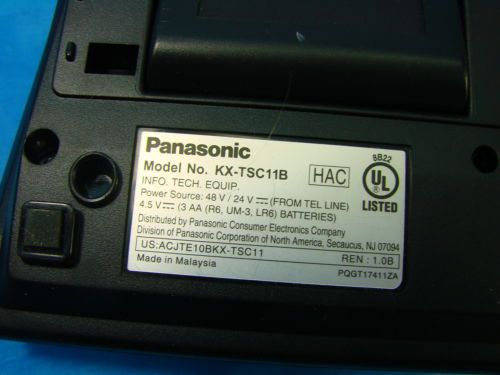 Panasonic
Model No. KX-TSC11B
HAC
8B22
UL
LISTED
INFO. TECH. EQUIP.
Power Source: 48 V / 24 V ⎓ (FROM TEL LINE)
4.5 V ⎓ (3 AA (R6, UM-3, LR6) BATTERIES)
Distributed by Panasonic Consumer Electronics Company
Division of Panasonic Corporation of North America, Secaucus, NJ 07094
US:ACJTE10BKX-TSC11 REN : 1.0B
Made in Malaysia PQGT17411ZA